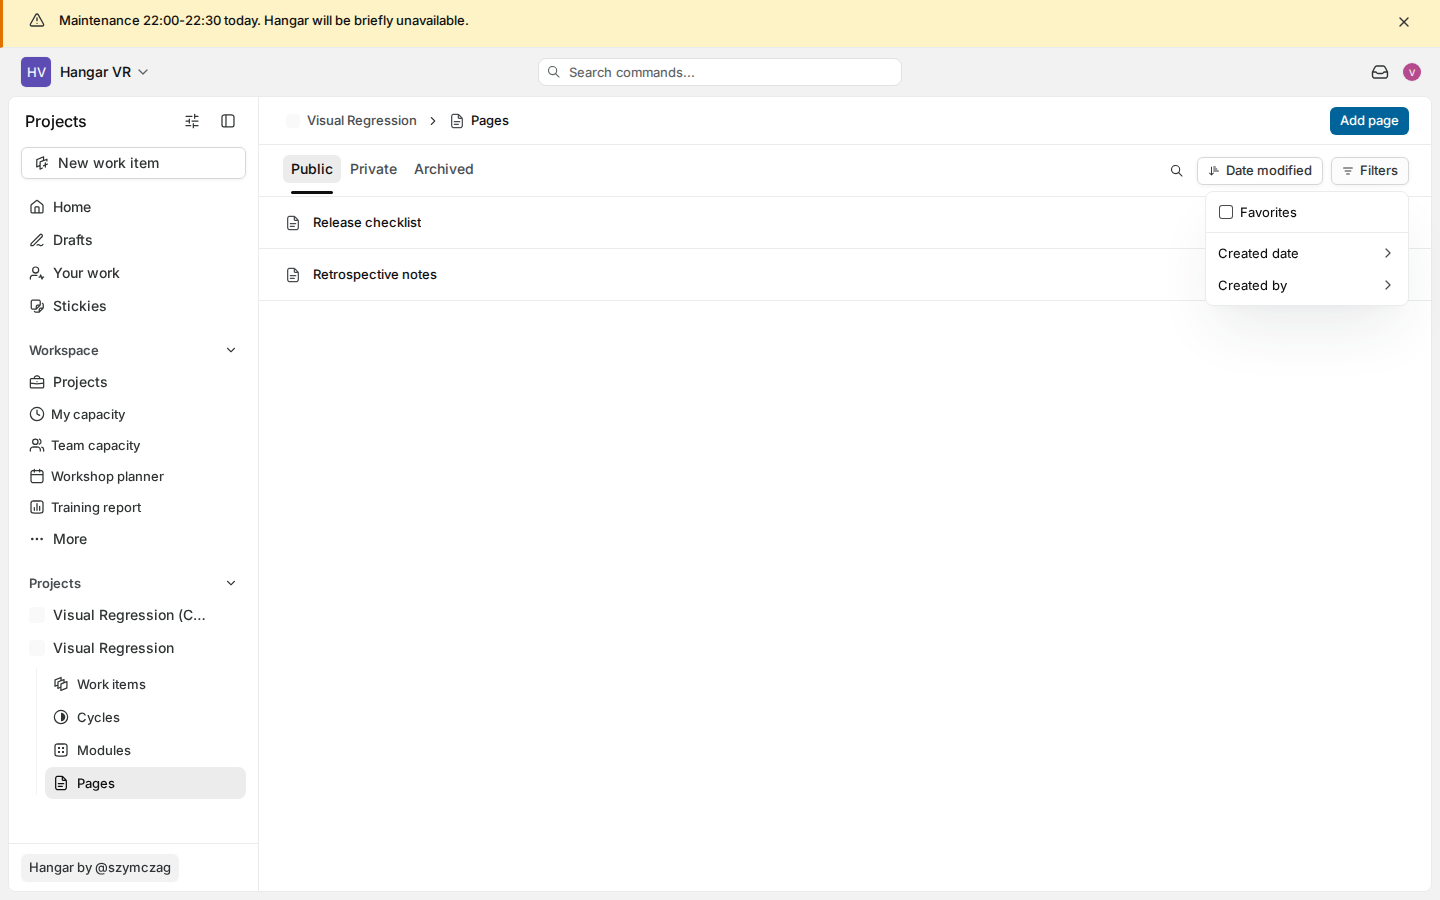 Maintenance 22:00-22:30 today. Hangar will be briefly unavailable.
HV
Hangar VR
Search commands...
V
Projects
New work item
Home
Drafts
Your work
Stickies
Workspace
Projects
My capacity
Team capacity
Workshop planner
Training report
More
Projects
Visual Regression (C...
Visual Regression
Work items
Cycles
Modules
Pages
Hangar by @szymczag
Visual Regression
Pages
Add page
Public
Private
Archived
Date modified
Filters
Release checklist
Retrospective notes
Favorites
Created date
Created by